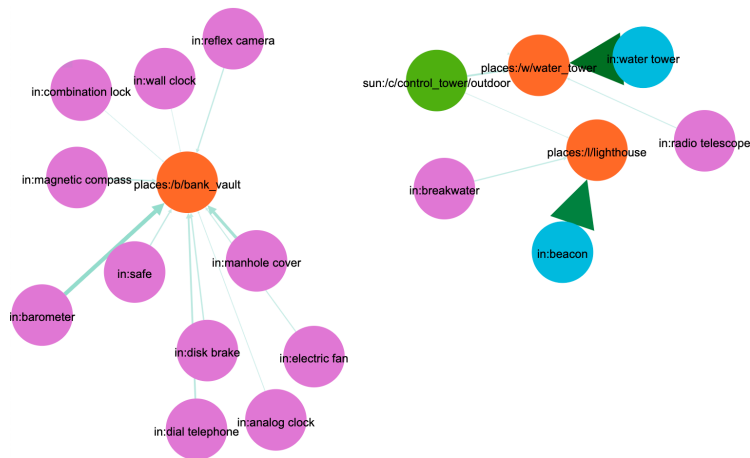 in:reflex camera
in:wall clock
in:combination lock
in:magnetic compass
places:/b/bank_vault
in:safe
in:manhole cover
in:barometer
in:disk brake
in:electric fan
in:analog clock
in:dial telephone
places:/w/water_tower
in:water tower
sun:/c/control_tower/outdoor
in:radio telescope
places:/l/lighthouse
in:breakwater
in:beacon